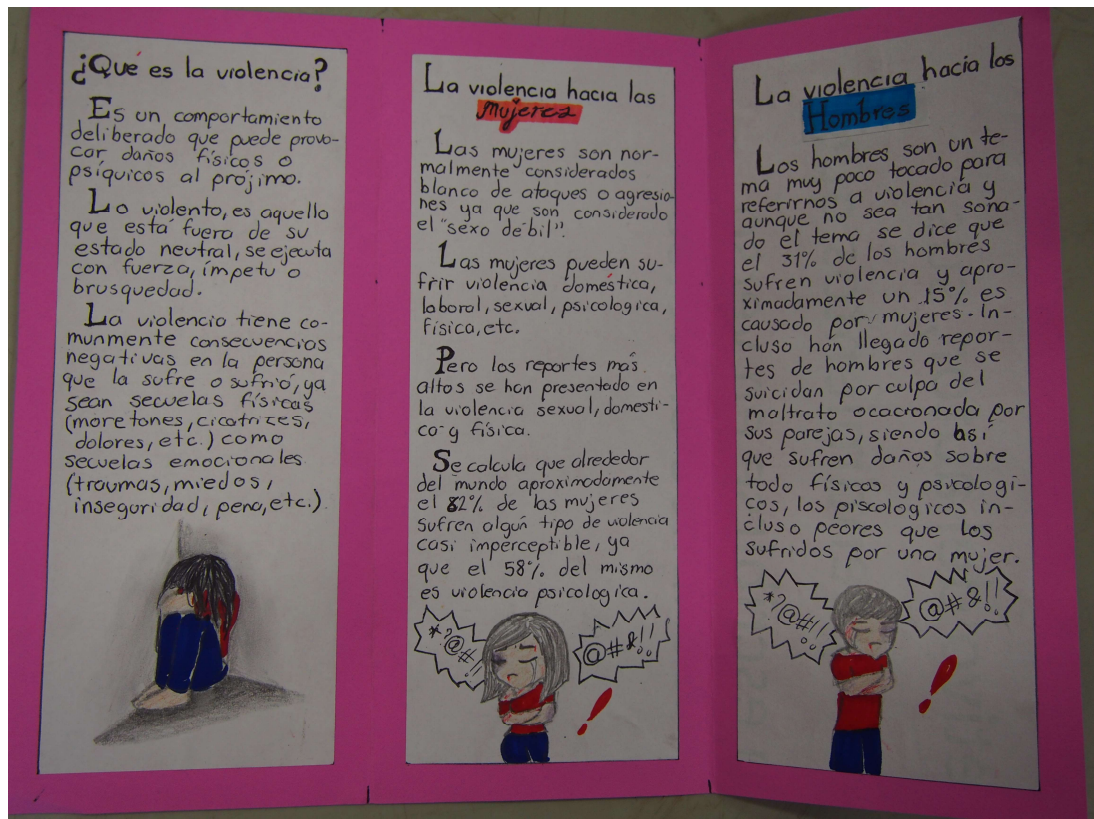 ¿Qué es la violencia?
Es un comportamiento
deliberado que puede provo-
car daños físicos o
psíquicos al prójimo.
Lo violento, es aquello
que está fuera de su
estado neutral, se ejecuta
con fuerza, ímpetu o
brusquedad.
La violencia tiene co-
munmente consecuencias
negativas en la persona
que la sufre o sufrió, ya
sean secuelas físicas
(moretones, cicatrices,
dolores, etc.) como
secuelas emocionales
(traumas, miedos,
inseguridad, pena, etc.)
La violencia hacia las
Mujeres
Las mujeres son nor-
malmente considerados
blanco de ataques o agresio-
nes ya que son considerado
el "sexo débil".
Las mujeres pueden su-
frir violencia doméstica,
laboral, sexual, psicologica,
física, etc.
Pero los reportes más
altos se han presentado en
la violencia sexual, domesti-
ca y física.
Se calcula que alrededor
del mundo aproximadamente
el 82% de las mujeres
sufren algún tipo de violencia
casi imperceptible, ya
que el 58% del mismo
es violencia psicologica.
*?@#!!
@#&!!
La violencia hacia los
Hombres
Los hombres son un te-
ma muy poco tocado para
referirnos a violencia y
aunque no sea tan sona-
do el tema se dice que
el 31% de los hombres
sufren violencia y apro-
ximadamente un 15% es
causado por mujeres. In-
cluso han llegado repor-
tes de hombres que se
suicidan por culpa del
maltrato ocacionada por
sus parejas, siendo así
que sufren daños sobre
todo físicos y psicologi-
cos, los piscologicos in-
cluso peores que los
sufridos por una mujer.
*?@#!!
@#&!!